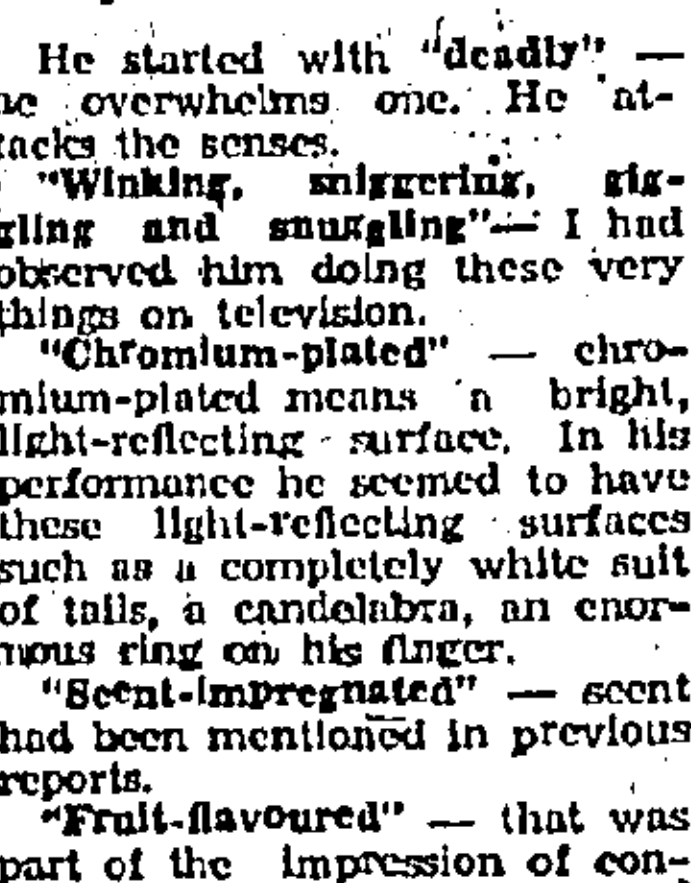 He started with "deadly" —
he overwhelms one. He at-
tacks the senses.
"Winking, sniggering, gig-
gling and snuggling"— I had
observed him doing these very
things on television.
"Chromium-plated" — chro-
mium-plated means a bright,
light-reflecting surface. In his
performance he seemed to have
these light-reflecting surfaces
such as a completely white suit
of tails, a candelabra, an enor-
mous ring on his finger.
"Scent-impregnated" — scent
had been mentioned in previous
reports.
"Fruit-flavoured" — that was
part of the impression of con-